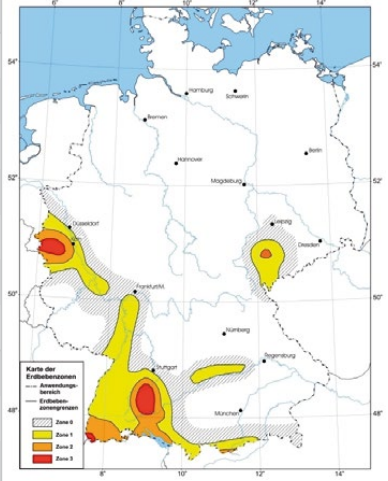 6° 8° 10° 12° 14°
54°
54°
Hamburg
Schwerin
Bremen
Berlin
Hannover
52°
52°
Magdeburg
Leipzig
Düsseldorf
Dresden
50°
50°
Frankfurt/M.
Nürnberg
Regensburg
Stuttgart
48°
48°
München
Karte der
Erdbebenzonen
Anwendungs-
bereich
Erdbeben-
zonengrenzen
Zone 0
Zone 1
Zone 2
Zone 3
8° 10° 12° 14°